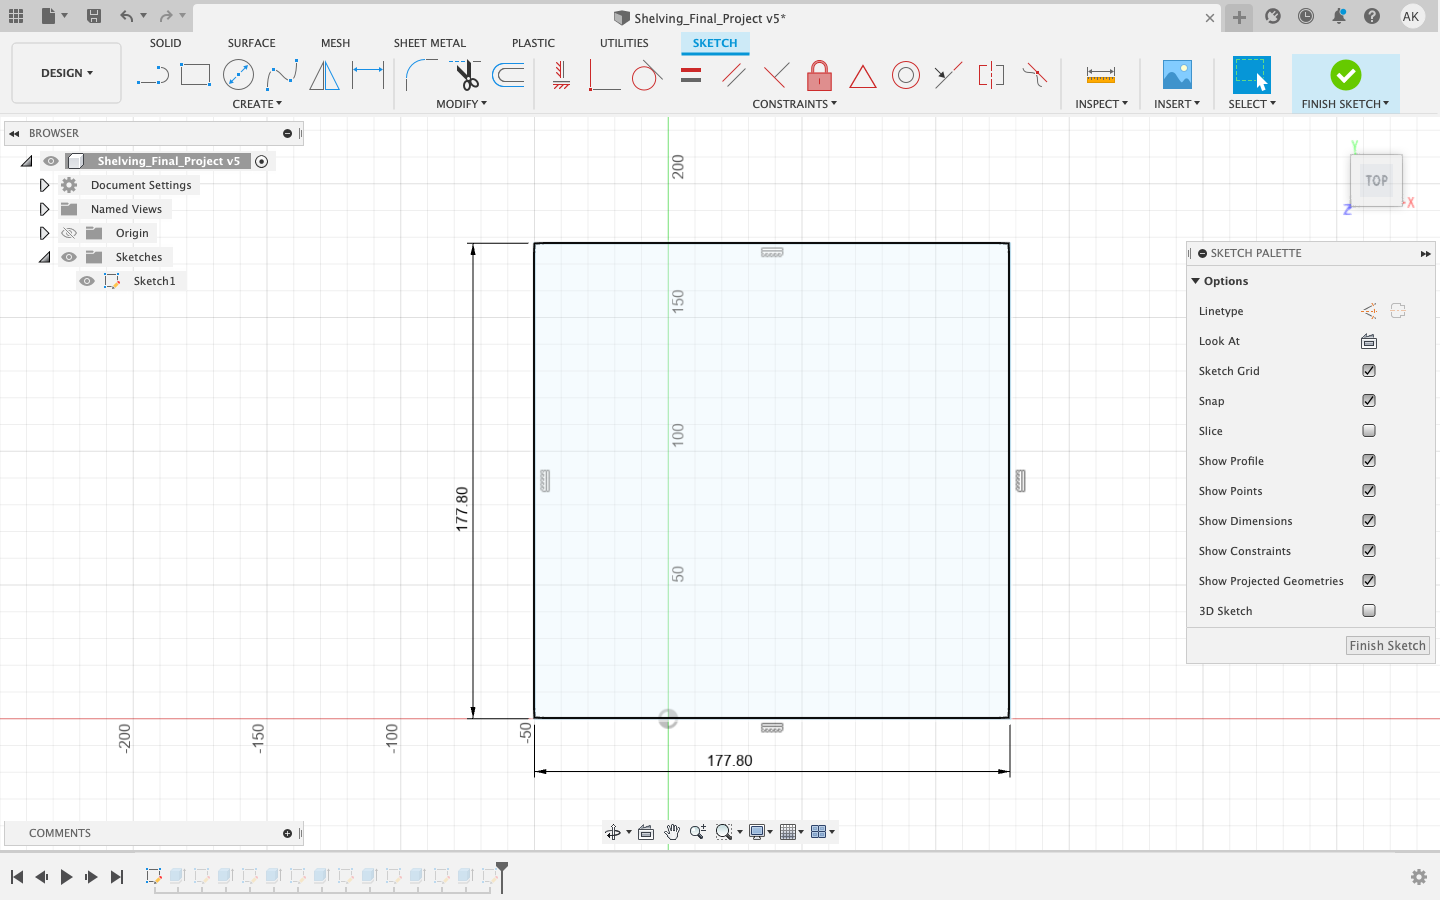 Shelving_Final_Project v5*
AK
SOLID
SURFACE
MESH
SHEET METAL
PLASTIC
UTILITIES
SKETCH
DESIGN
CREATE
MODIFY
CONSTRAINTS
INSPECT
INSERT
SELECT
FINISH SKETCH
BROWSER
Shelving_Final_Project v5
Document Settings
Named Views
Origin
Sketches
Sketch1
200
150
100
50
-200
-150
-100
-50
177.80
177.80
Y
TOP
Z
X
SKETCH PALETTE
Options
Linetype
Look At
Sketch Grid
Snap
Slice
Show Profile
Show Points
Show Dimensions
Show Constraints
Show Projected Geometries
3D Sketch
Finish Sketch
COMMENTS